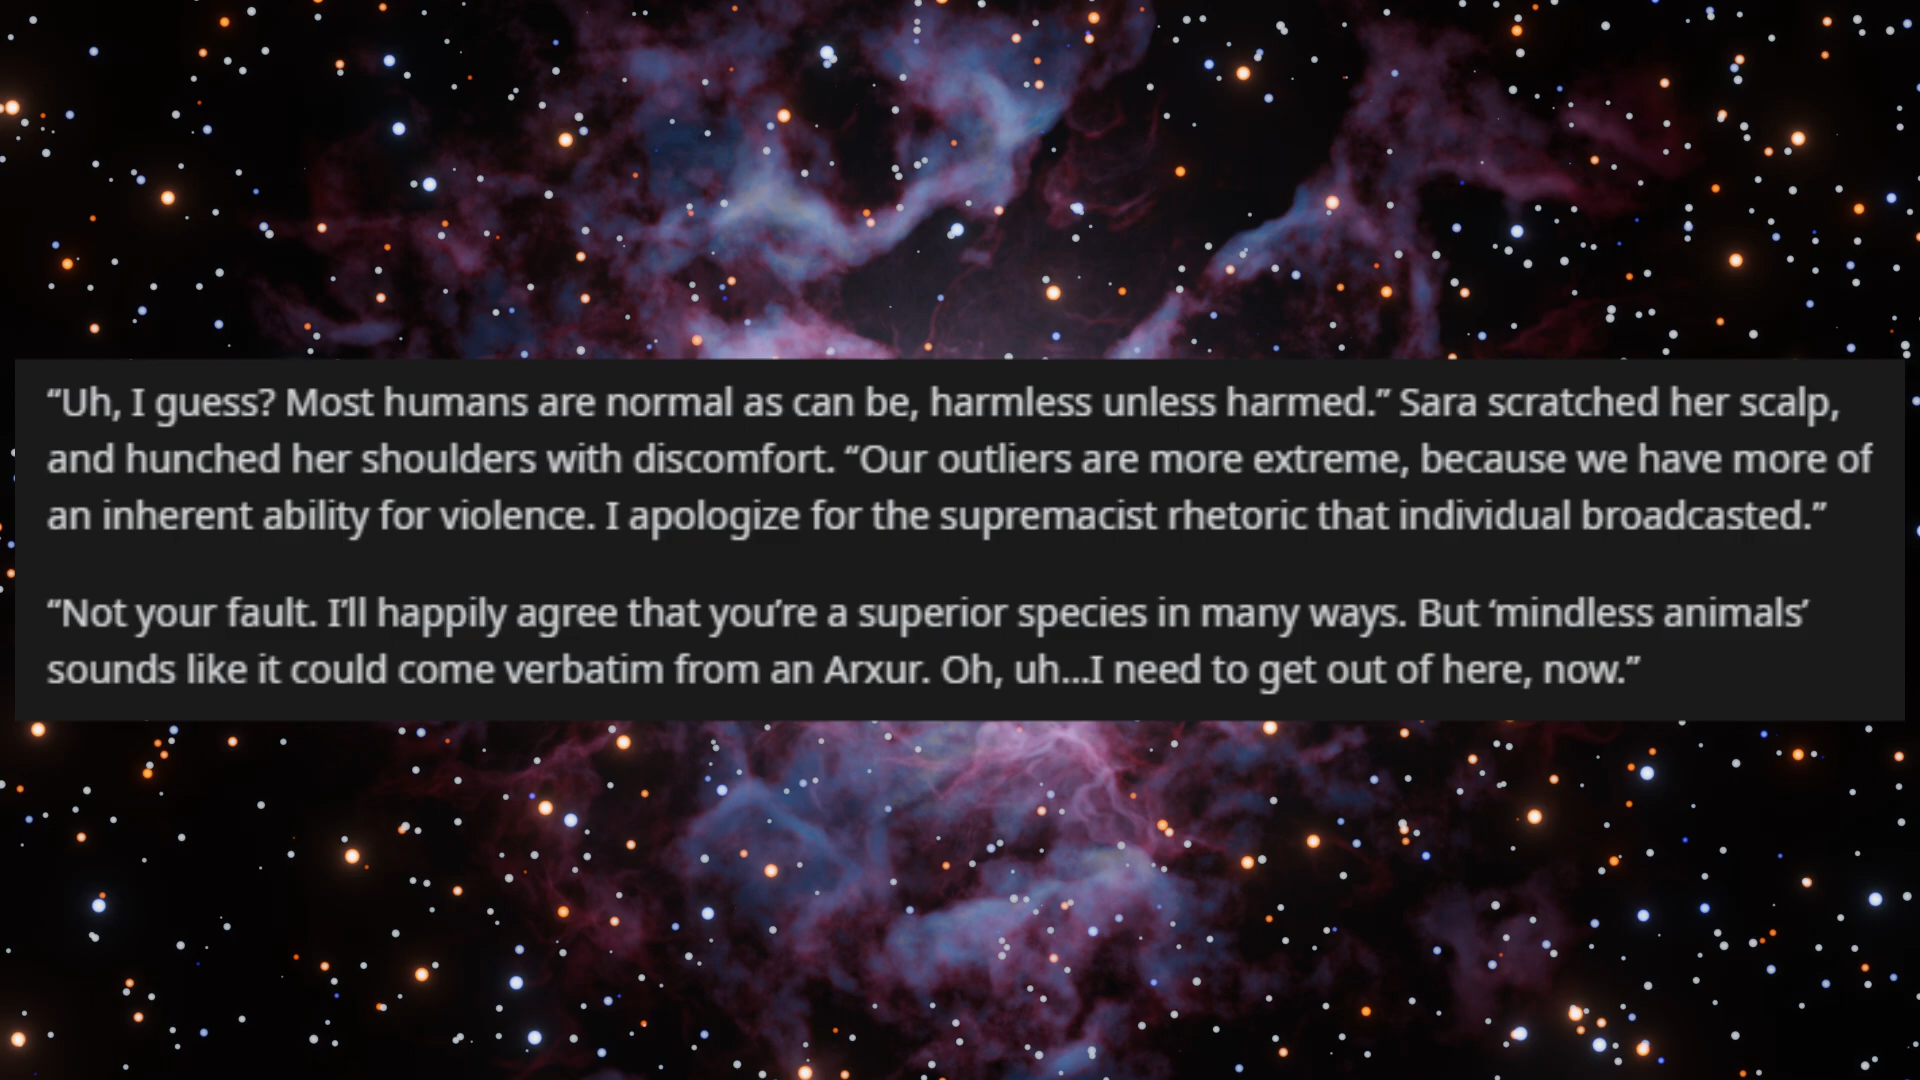 “Uh, I guess? Most humans are normal as can be, harmless unless harmed.” Sara scratched her scalp,
and hunched her shoulders with discomfort. “Our outliers are more extreme, because we have more of
an inherent ability for violence. I apologize for the supremacist rhetoric that individual broadcasted.”
“Not your fault. I’ll happily agree that you’re a superior species in many ways. But ‘mindless animals’
sounds like it could come verbatim from an Arxur. Oh, uh...I need to get out of here, now.”